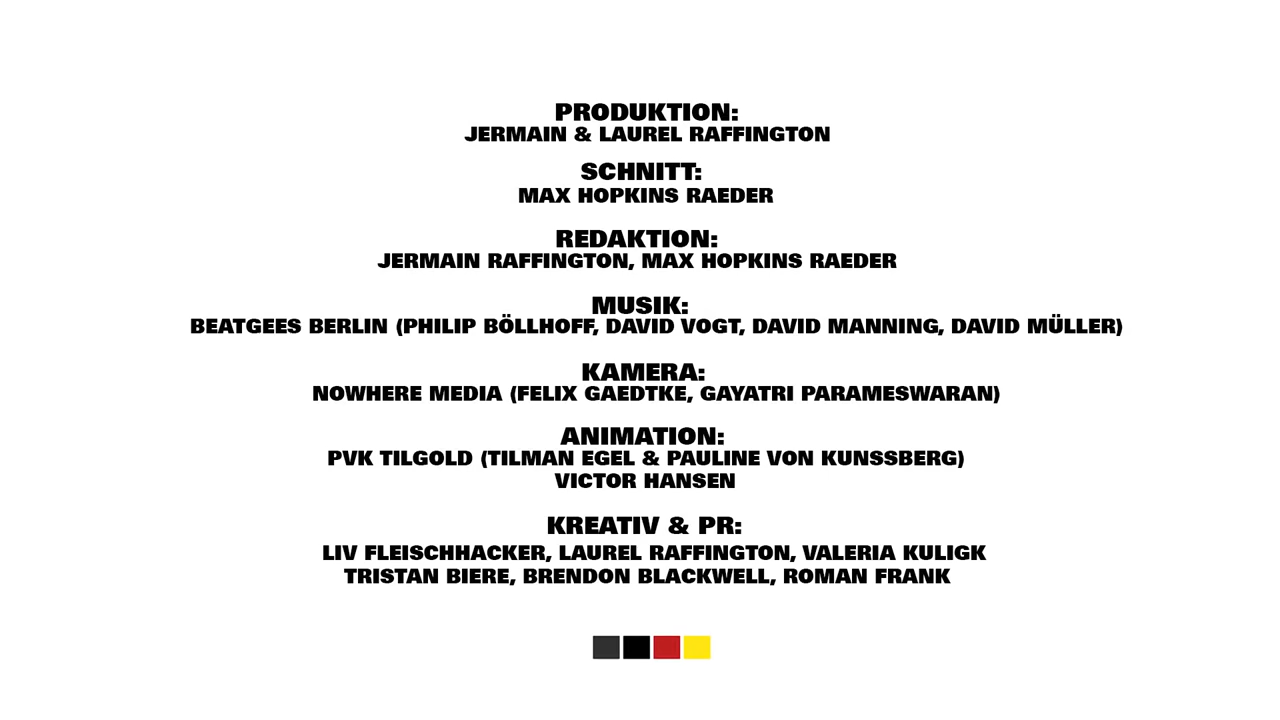 PRODUKTION:
JERMAIN & LAUREL RAFFINGTON
SCHNITT:
MAX HOPKINS RAEDER
REDAKTION:
JERMAIN RAFFINGTON, MAX HOPKINS RAEDER
MUSIK:
BEATGEES BERLIN (PHILIP BÖLLHOFF, DAVID VOGT, DAVID MANNING, DAVID MÜLLER)
KAMERA:
NOWHERE MEDIA (FELIX GAEDTKE, GAYATRI PARAMESWARAN)
ANIMATION:
PVK TILGOLD (TILMAN EGEL & PAULINE VON KUNSSBERG)
VICTOR HANSEN
KREATIV & PR:
LIV FLEISCHHACKER, LAUREL RAFFINGTON, VALERIA KULIGK
TRISTAN BIERE, BRENDON BLACKWELL, ROMAN FRANK